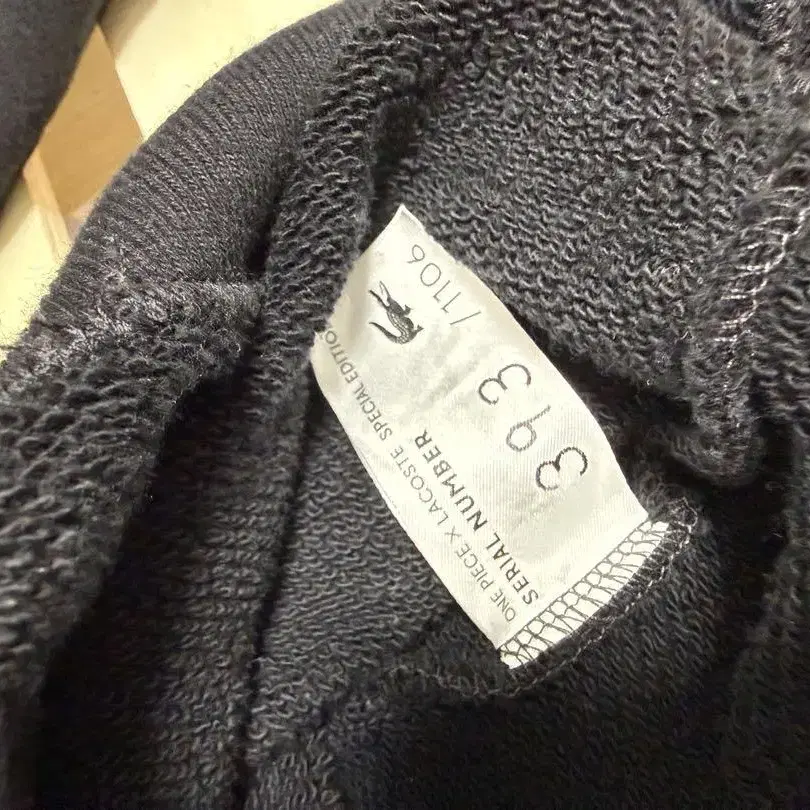 ONE PIECE X LACOSTE SPECIAL EDITION
SERIAL NUMBER
393 /1106